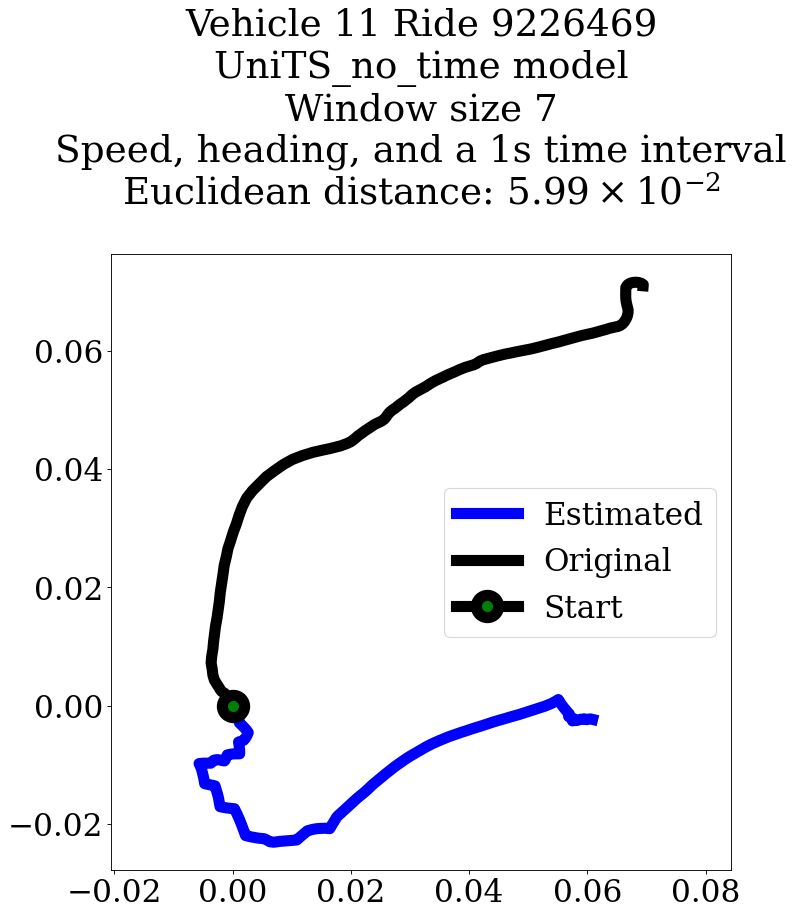 Vehicle 11 Ride 9226469
UniTS_no_time model
Window size 7
Speed, heading, and a 1s time interval
Euclidean distance: 5.99 × 10⁻²
0.06
0.04
0.02
0.00
−0.02
Estimated
Original
Start
−0.02 0.00 0.02 0.04 0.06 0.08